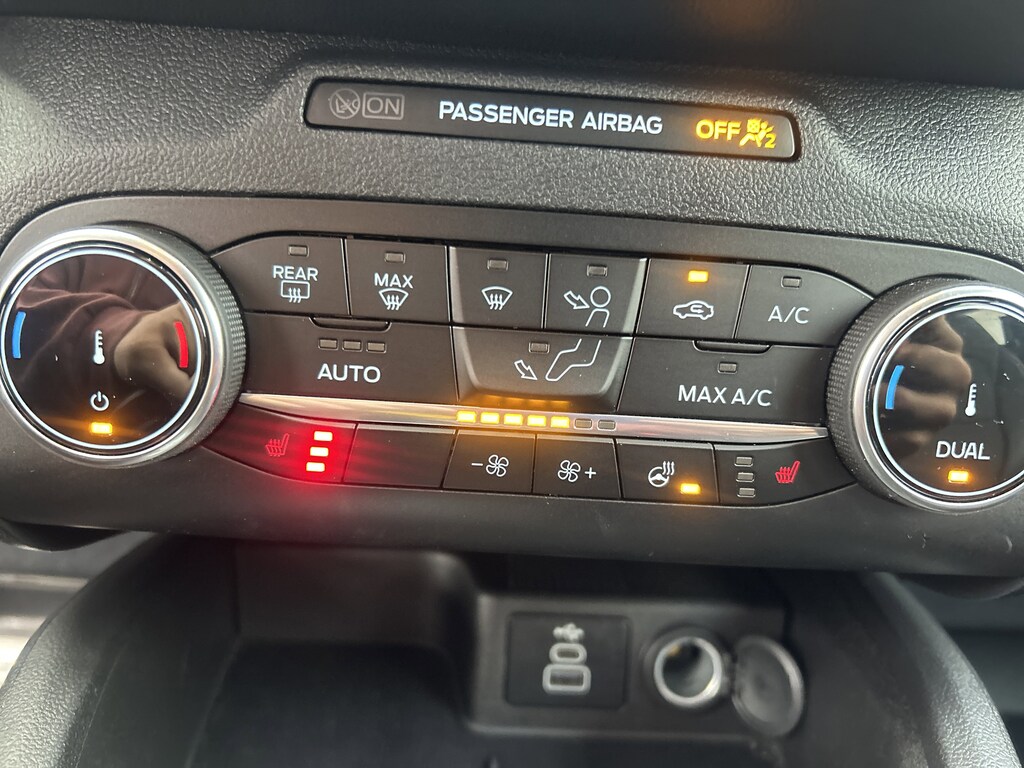 ON PASSENGER AIRBAG OFF 2
REAR
MAX
A/C
AUTO
MAX A/C
- +
DUAL